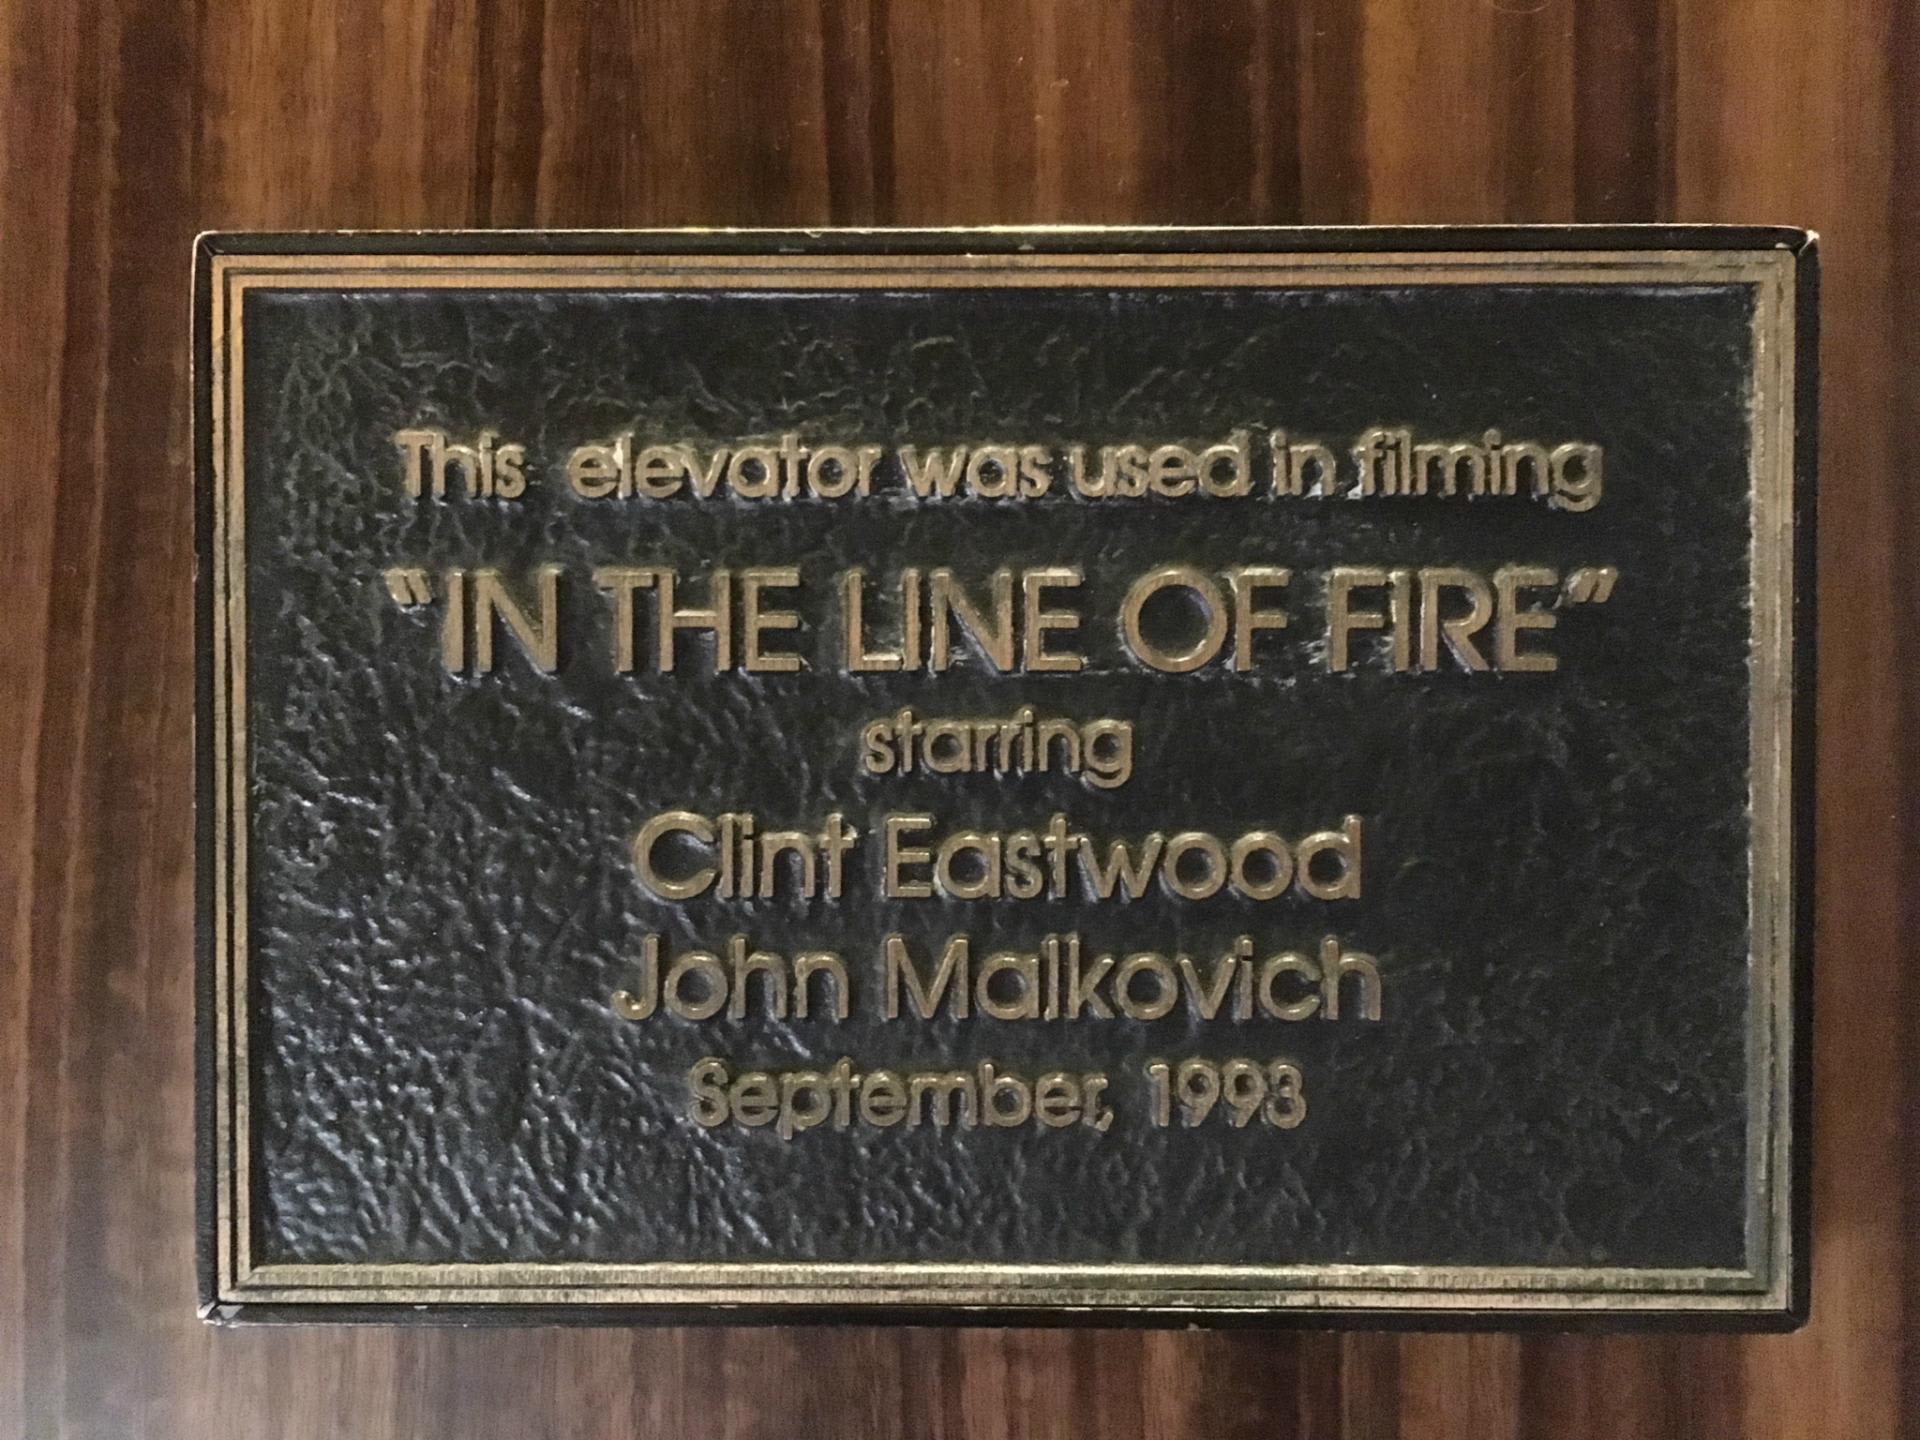 This elevator was used in filming
“IN THE LINE OF FIRE”
starring
Clint Eastwood
John Malkovich
September, 1993